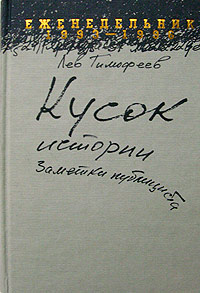 ЕЖЕНЕДЕЛЬНИК
1993–1996
Лев Тимофеев
Кусок
истории
Заметки публициста